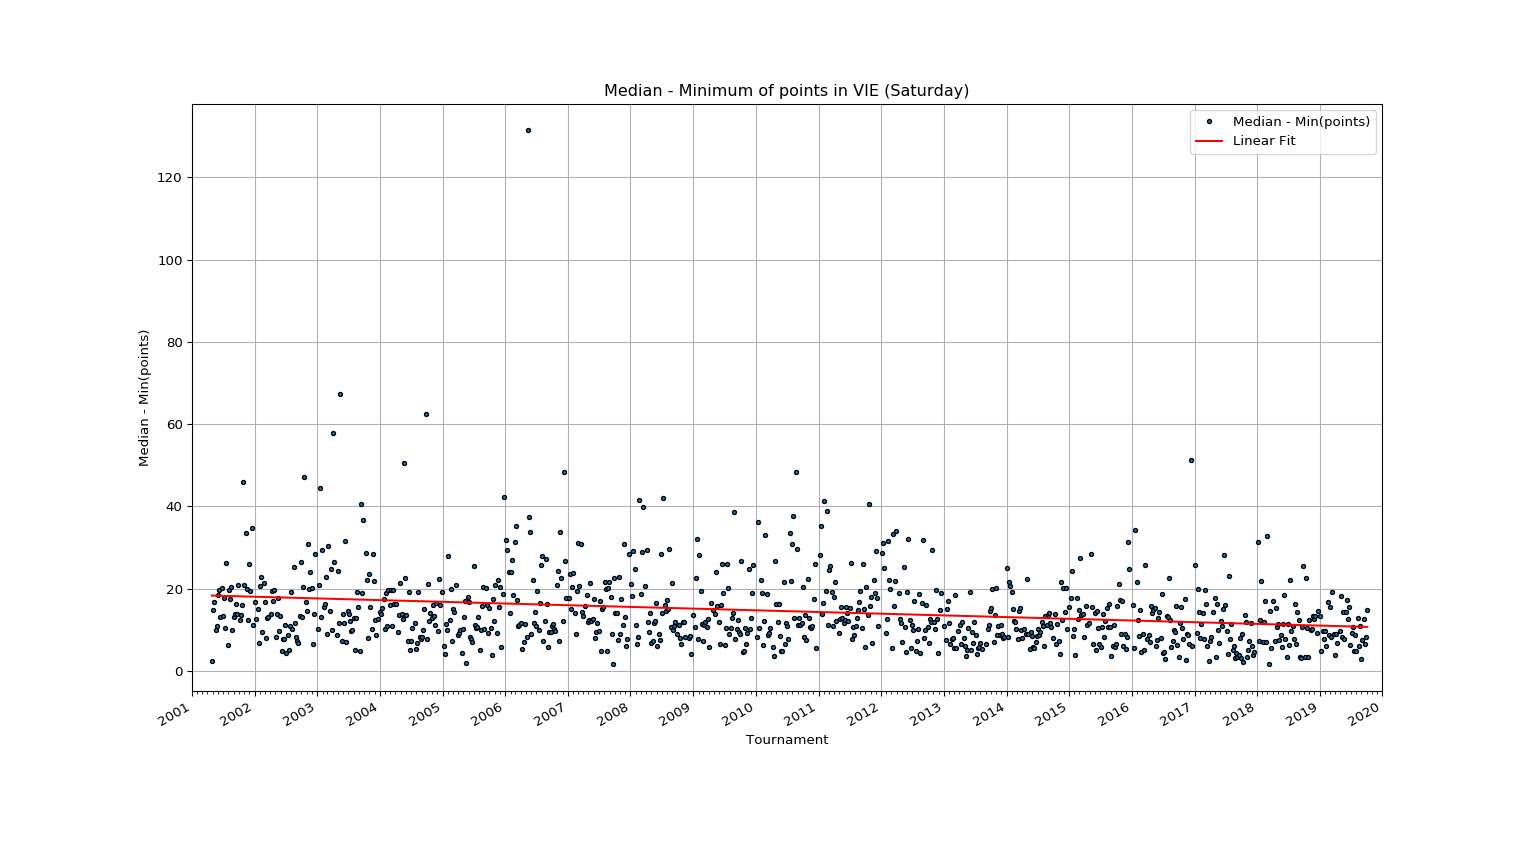 Median - Minimum of points in VIE (Saturday)
Median - Min(points)
Linear Fit
Median - Min(points)
120
100
80
60
40
20
0
2001 2002 2003 2004 2005 2006 2007 2008 2009 2010 2011 2012 2013 2014 2015 2016 2017 2018 2019 2020
Tournament